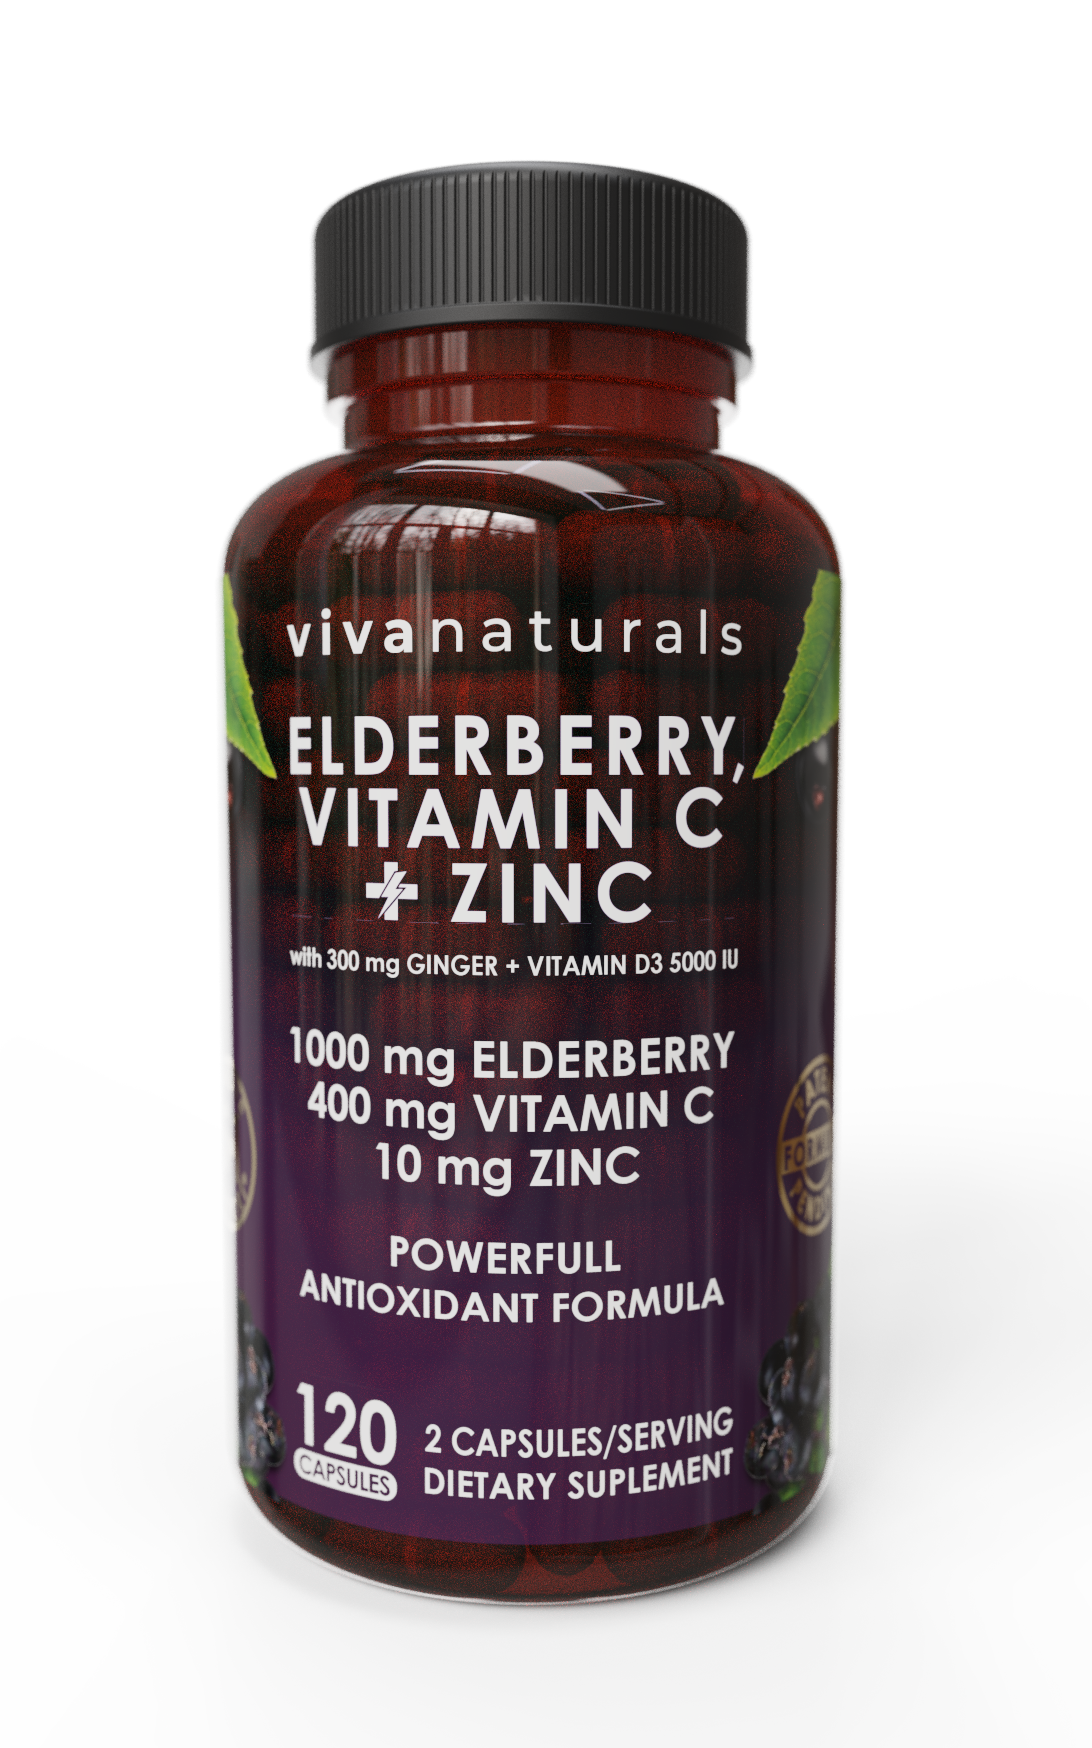 vivanaturals
ELDERBERRY,
VITAMIN C
+ ZINC
with 300 mg GINGER + VITAMIN D3 5000 IU
1000 mg ELDERBERRY
400 mg VITAMIN C
10 mg ZINC
POWERFULL
ANTIOXIDANT FORMULA
120
CAPSULES
2 CAPSULES/SERVING
DIETARY SUPLEMENT